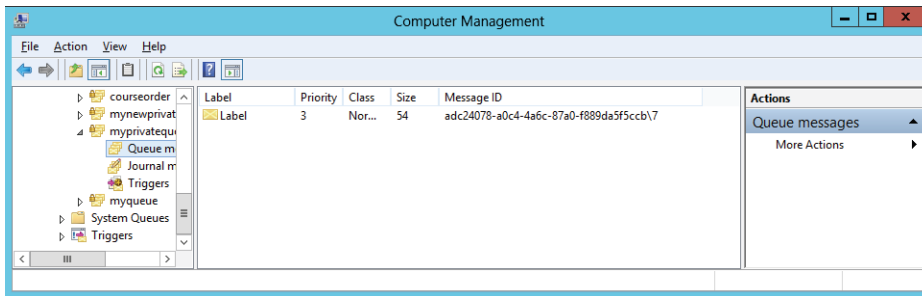 Computer Management
File Action View Help
courseorder
mynewprivat
myprivateque
Queue m
Journal m
Triggers
myqueue
System Queues
Triggers
Label Priority Class Size Message ID
Label 3 Nor... 54 adc24078-a0c4-4a6c-87a0-f889da5f5ccb\7
Actions
Queue messages
More Actions